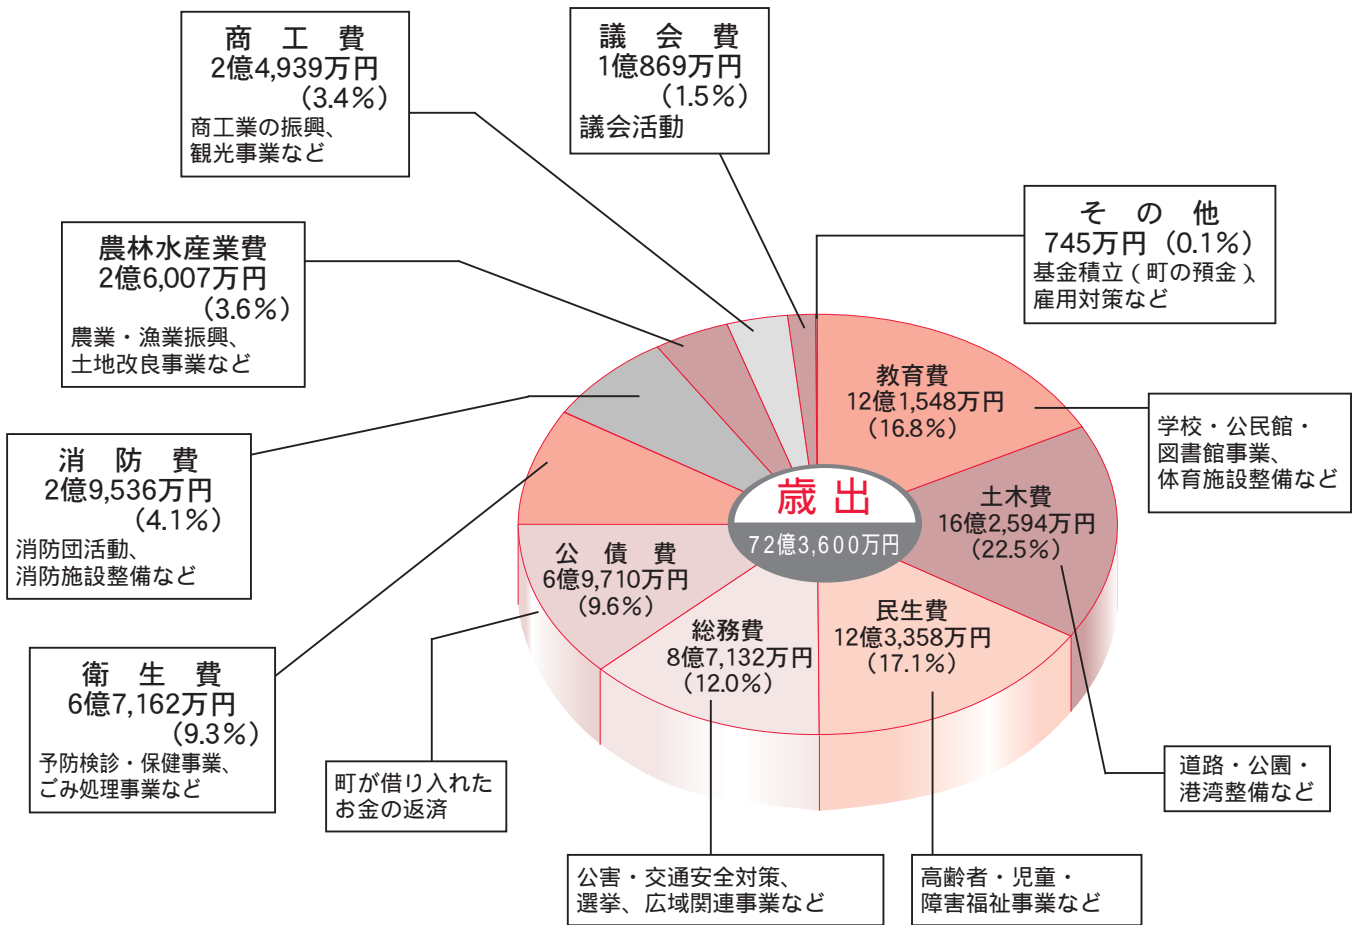 商工費
2億4,939万円
（3.4％）
商工業の振興、
観光事業など
議会費
1億869万円
（1.5％）
議会活動
その他
745万円（0.1％）
基金積立（町の預金）、
雇用対策など
農林水産業費
2億6,007万円
（3.6％）
農業・漁業振興、
土地改良事業など
消防費
2億9,536万円
（4.1％）
消防団活動、
消防施設整備など
衛生費
6億7,162万円
（9.3％）
予防検診・保健事業、
ごみ処理事業など
教育費
12億1,548万円
（16.8％）
学校・公民館・
図書館事業、
体育施設整備など
歳出
72億3,600万円
土木費
16億2,594万円
（22.5％）
道路・公園・
港湾整備など
公債費
6億9,710万円
（9.6％）
町が借り入れた
お金の返済
総務費
8億7,132万円
（12.0％）
公害・交通安全対策、
選挙、広域関連事業など
民生費
12億3,358万円
（17.1％）
高齢者・児童・
障害福祉事業など